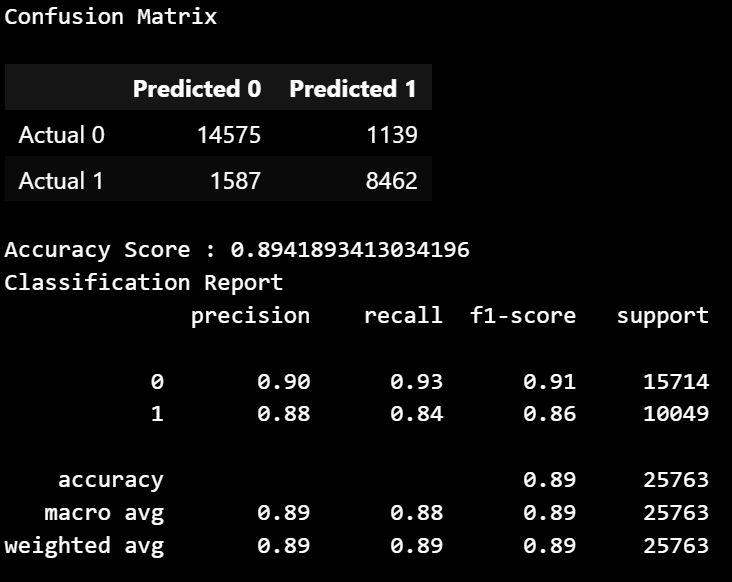 Confusion Matrix
Predicted 0 Predicted 1
Actual 0 14575 1139
Actual 1 1587 8462
Accuracy Score : 0.8941893413034196
Classification Report
precision recall f1-score support
0 0.90 0.93 0.91 15714
1 0.88 0.84 0.86 10049
accuracy 0.89 25763
macro avg 0.89 0.88 0.89 25763
weighted avg 0.89 0.89 0.89 25763